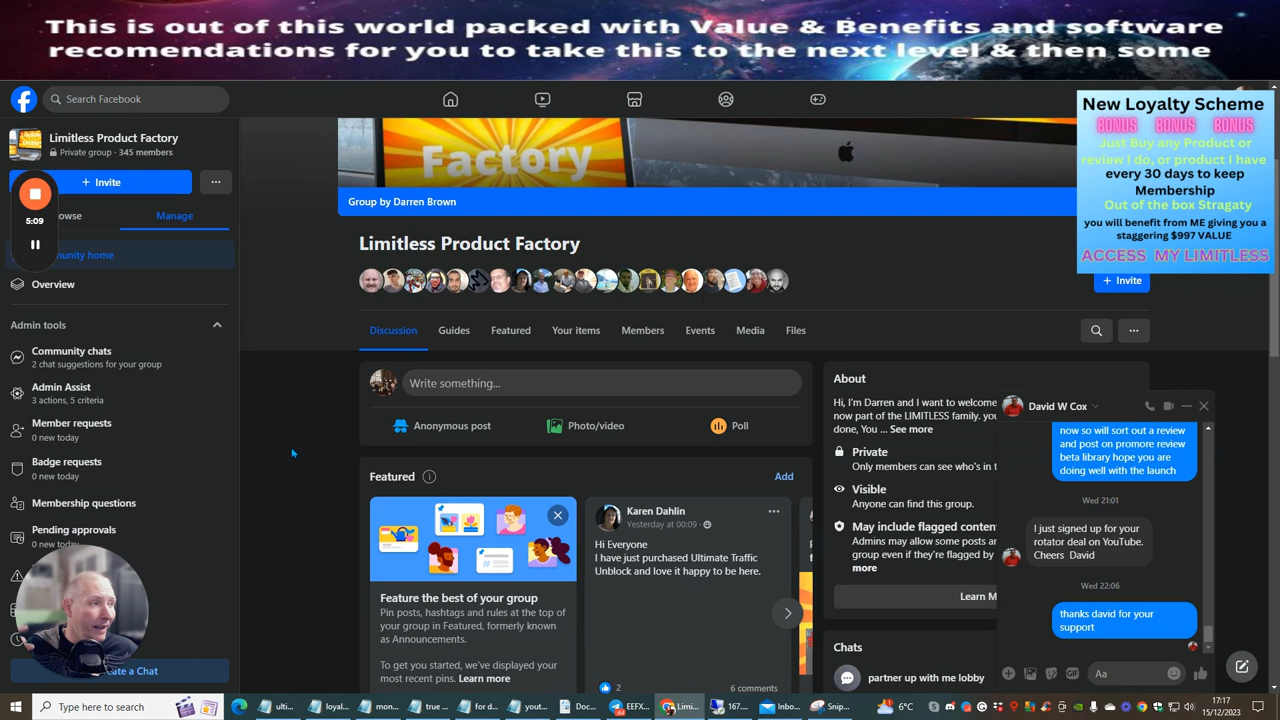 This is out of this world packed with Value & Benefits and software
recomendations for you to take this to the next level & then some
Search Facebook
Limitless Product Factory
Private group · 345 members
+ Invite
5:09
owse
Manage
unity home
Overview
Admin tools
Community chats
2 chat suggestions for your group
Admin Assist
3 actions, 5 criteria
Member requests
0 new today
Badge requests
0 new today
Membership questions
Pending approvals
0 new today
e a Chat
Factory
Group by Darren Brown
Limitless Product Factory
+ Invite
Discussion
Guides
Featured
Your items
Members
Events
Media
Files
Write something...
Anonymous post
Photo/video
Poll
Featured
Add
Feature the best of your group
Pin posts, hashtags and rules at the top
of your group in Featured, formerly known
as Announcements.
To get you started, we've displayed your
most recent pins. Learn more
Karen Dahlin
Yesterday at 00:09 ·
Hi Everyone
I have just purchased Ultimate Traffic
Unblock and love it happy to be here.
2
6 comments
About
Hi, I'm Darren and I want to welcome
now part of the LIMITLESS family. you
done, You ... See more
Private
Only members can see who's in t
Visible
Anyone can find this group.
May include flagged conten
Admins may allow some posts ar
group even if they're flagged by
more
Learn M
Chats
partner up with me lobby
New Loyalty Scheme
BONUS BONUS BONUS
Just Buy any Product or
review I do, or product I have
every 30 days to keep
Membership
Out of the box Stragaty
you will benefit from ME giving you a
staggering $997 VALUE
ACCESS MY LIMITLESS
David W Cox
now so will sort out a review
and post on promore review
beta library hope you are
doing well with the launch
Wed 21:01
I just signed up for your
rotator deal on YouTube.
Cheers David
Wed 22:06
thanks david for your
support
Aa
Type here to search
ulti...
loyal...
mon...
true ...
for d...
Doc...
EEFX...
Limi...
167...
Inbo...
Snip...
6°C
17:17
15/12/2023